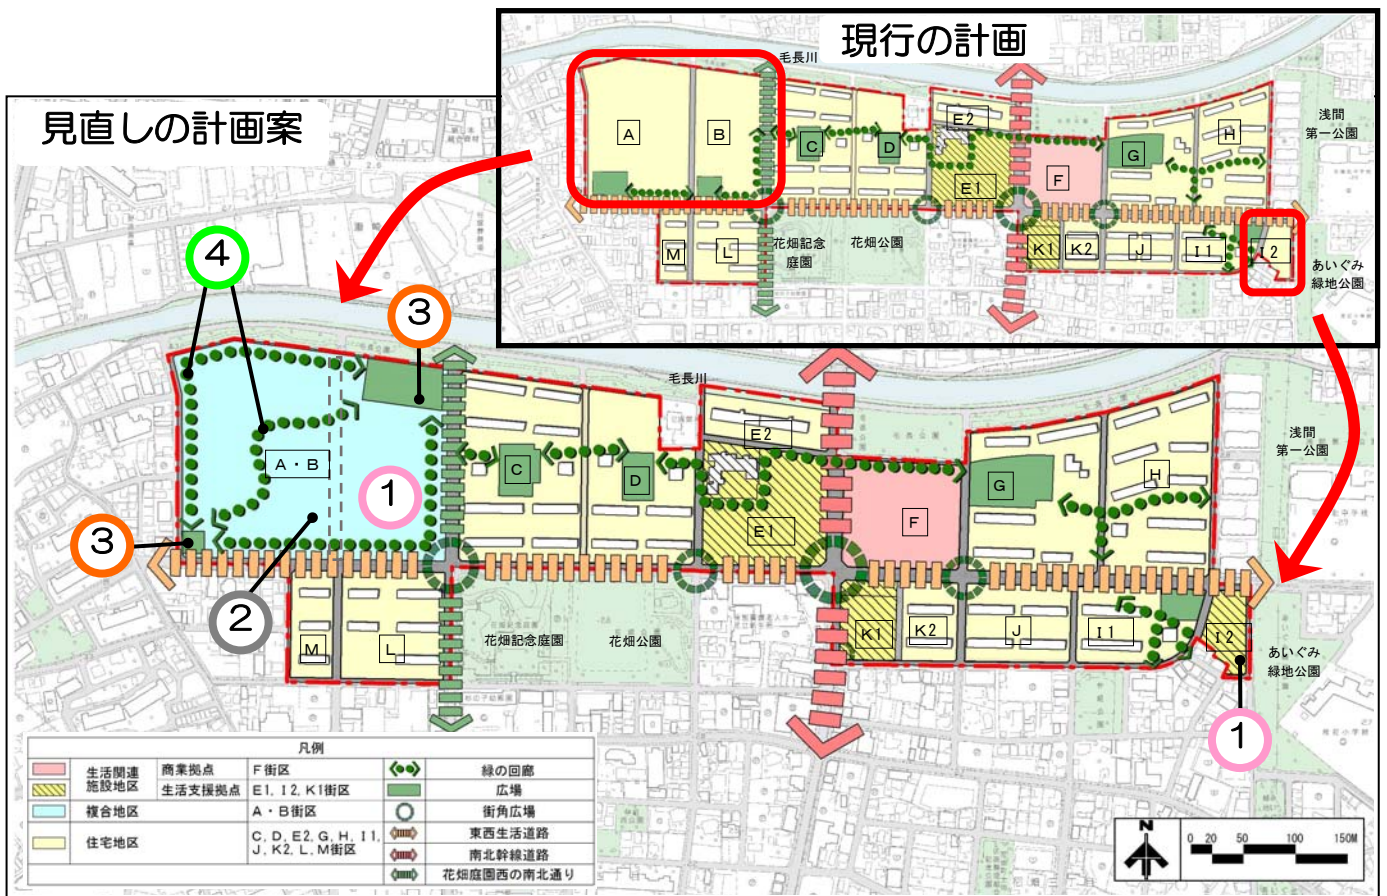 現行の計画
毛長川
A
B
C
D
E2
E1
F
G
H
浅間
第一公園
M
L
花畑記念
庭園
花畑公園
K1
K2
J
I1
I2
あいぐみ
緑地公園
見直しの計画案
④
③
毛長川
A・B
①
③
②
C
D
E2
E1
F
G
H
浅間
第一公園
M
L
花畑記念庭園
花畑公園
K1
K2
J
I1
I2
あいぐみ
緑地公園
①
凡例
生活関連
施設地区
商業拠点
F街区
緑の回廊
生活支援拠点
E1, I2, K1街区
広場
複合地区
A・B街区
街角広場
住宅地区
C, D, E2, G, H, I1,
J, K2, L, M街区
東西生活道路
南北幹線道路
花畑庭園西の南北通り
N
0 20 50 100 150M